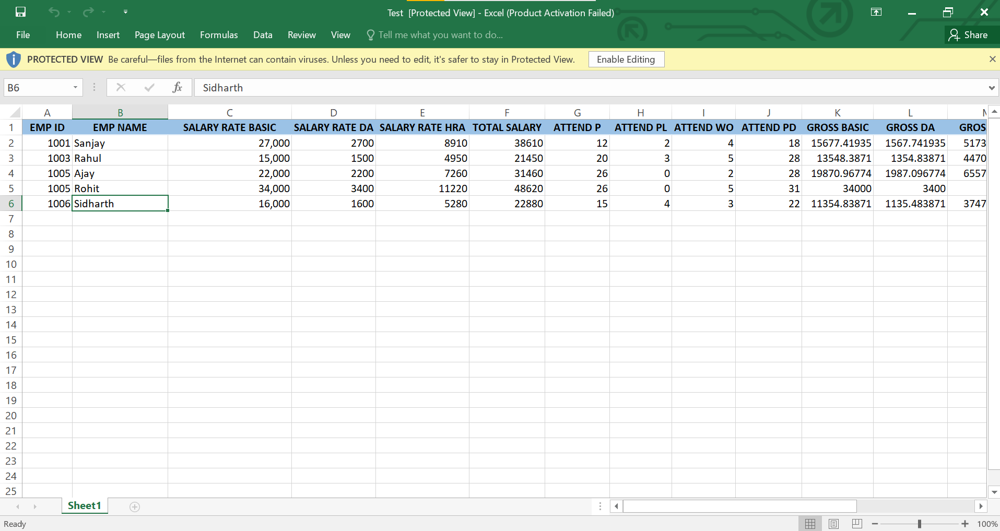 Test  [Protected View] - Excel (Product Activation Failed)
File Home Insert Page Layout Formulas Data Review View Tell me what you want to do... Share
PROTECTED VIEW Be careful—files from the Internet can contain viruses. Unless you need to edit, it's safer to stay in Protected View. Enable Editing
B6 fx Sidharth
A B C D E F G H I J K L
1 EMP ID EMP NAME SALARY RATE BASIC SALARY RATE DA SALARY RATE HRA TOTAL SALARY ATTEND P ATTEND PL ATTEND WO ATTEND PD GROSS BASIC GROSS DA GROS
2 1001 Sanjay 27,000 2700 8910 38610 12 2 4 18 15677.41935 1567.741935 5173
3 1003 Rahul 15,000 1500 4950 21450 20 3 5 28 13548.3871 1354.83871 4470
4 1005 Ajay 22,000 2200 7260 31460 26 0 2 28 19870.96774 1987.096774 6557
5 1005 Rohit 34,000 3400 11220 48620 26 0 5 31 34000 3400
6 1006 Sidharth 16,000 1600 5280 22880 15 4 3 22 11354.83871 1135.483871 3747
7
8
9
10
11
12
13
14
15
16
17
18
19
20
21
22
23
24
25
Sheet1
Ready 100%